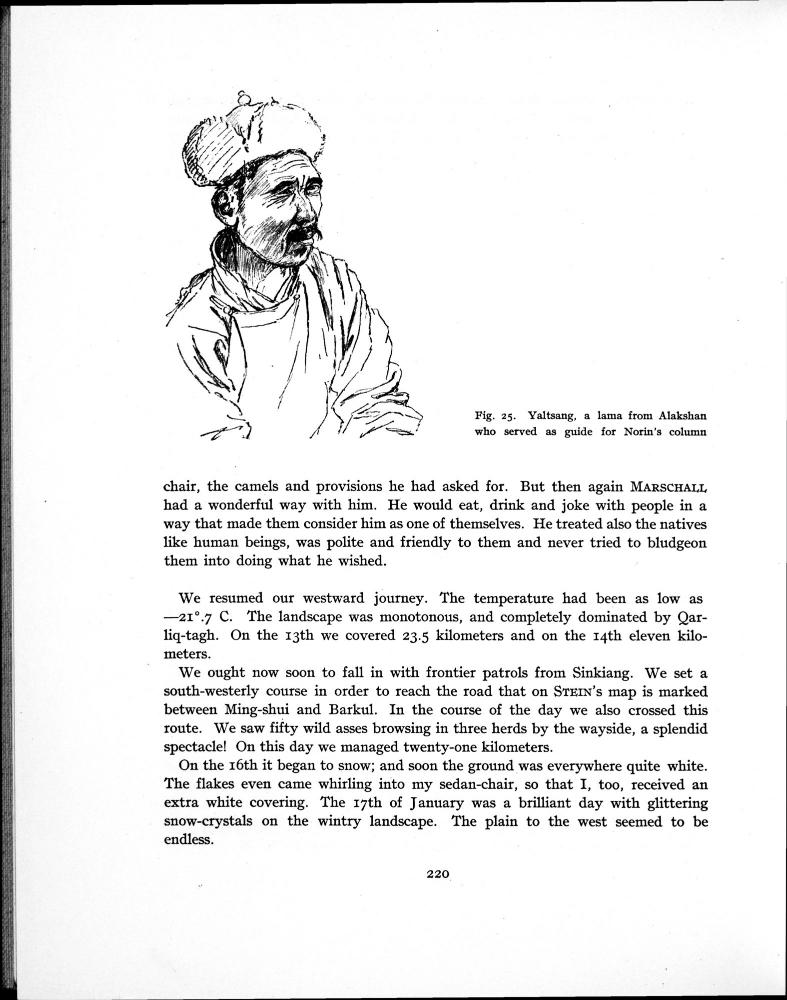 Fig. 25. Yaltsang, a lama from Alakshan
who served as guide for Norin's column
chair, the camels and provisions he had asked for. But then again MARSCHALL
had a wonderful way with him. He would eat, drink and joke with people in a
way that made them consider him as one of themselves. He treated also the natives
like human beings, was polite and friendly to them and never tried to bludgeon
them into doing what he wished.
We resumed our westward journey. The temperature had been as low as
—21°.7 C. The landscape was monotonous, and completely dominated by Qar-
liq-tagh. On the 13th we covered 23.5 kilometers and on the 14th eleven kilo-
meters.
We ought now soon to fall in with frontier patrols from Sinkiang. We set a
south-westerly course in order to reach the road that on STEIN's map is marked
between Ming-shui and Barkul. In the course of the day we also crossed this
route. We saw fifty wild asses browsing in three herds by the wayside, a splendid
spectacle! On this day we managed twenty-one kilometers.
On the 16th it began to snow; and soon the ground was everywhere quite white.
The flakes even came whirling into my sedan-chair, so that I, too, received an
extra white covering. The 17th of January was a brilliant day with glittering
snow-crystals on the wintry landscape. The plain to the west seemed to be
endless.
220